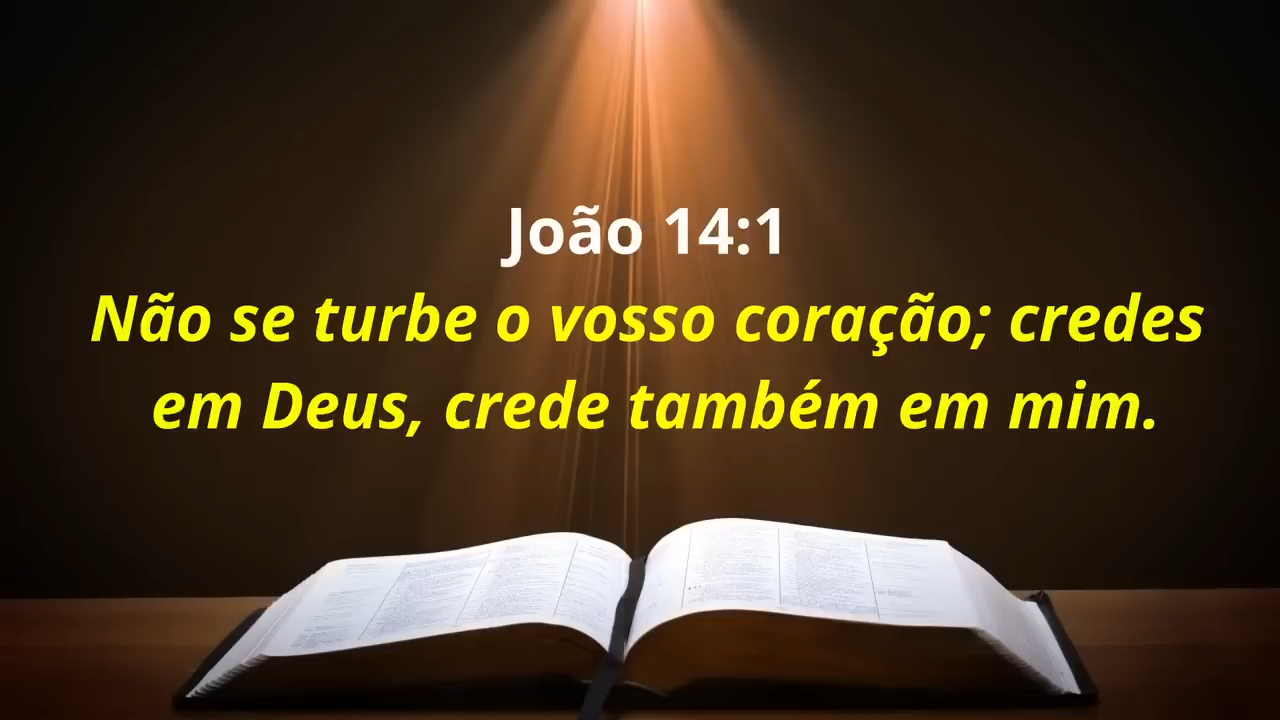 João 14:1
Não se turbe o vosso coração; credes
em Deus, crede também em mim.